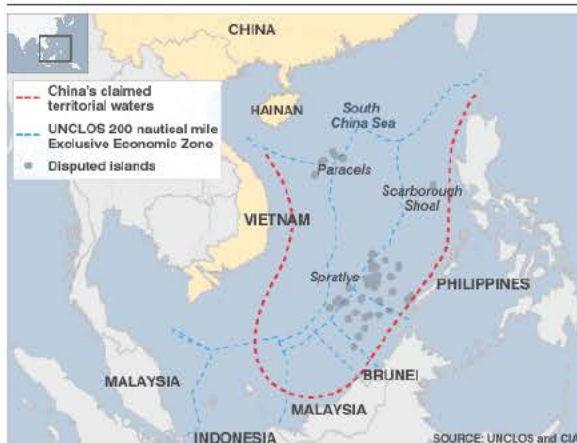 CHINA
China's claimed
territorial waters
UNCLOS 200 nautical mile
Exclusive Economic Zone
Disputed islands
HAINAN
South
China Sea
Paracels
Scarborough
Shoal
VIETNAM
Spratlys
PHILIPPINES
MALAYSIA
BRUNEI
MALAYSIA
INDONESIA
SOURCE: UNCLOS and CIA